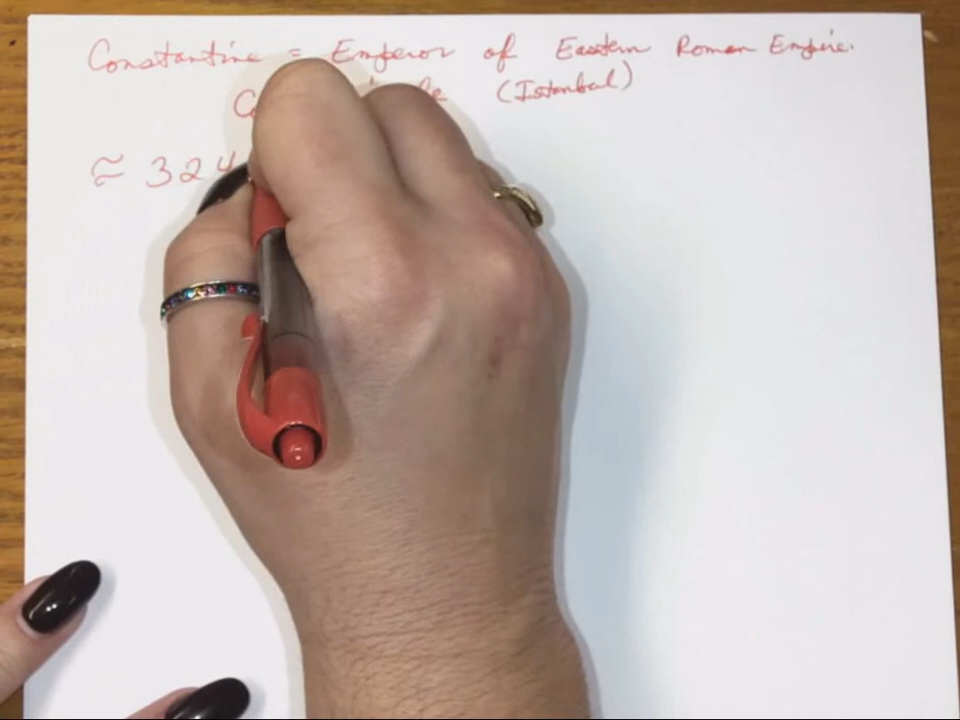 Constantine = Emperor of Eastern Roman Empire.
(Istanbul)
≈ 324